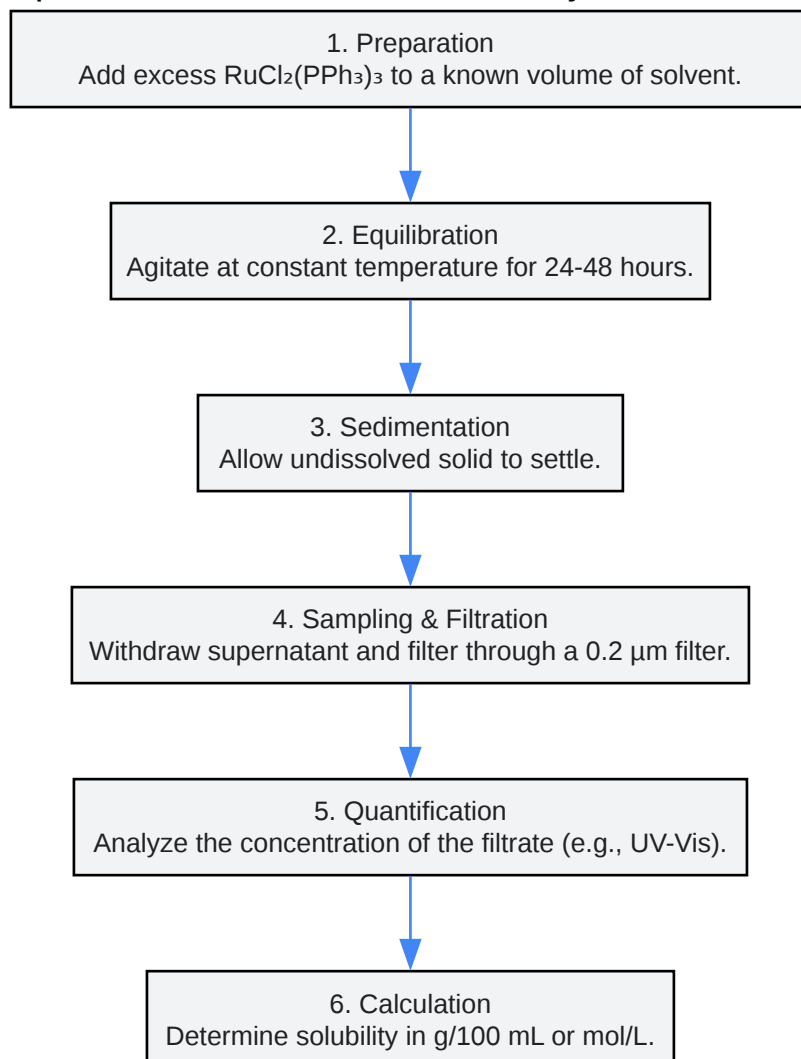 1. Preparation
Add excess RuCl₂(PPh₃)₃ to a known volume of solvent.
2. Equilibration
Agitate at constant temperature for 24-48 hours.
3. Sedimentation
Allow undissolved solid to settle.
4. Sampling & Filtration
Withdraw supernatant and filter through a 0.2 µm filter.
5. Quantification
Analyze the concentration of the filtrate (e.g., UV-Vis).
6. Calculation
Determine solubility in g/100 mL or mol/L.